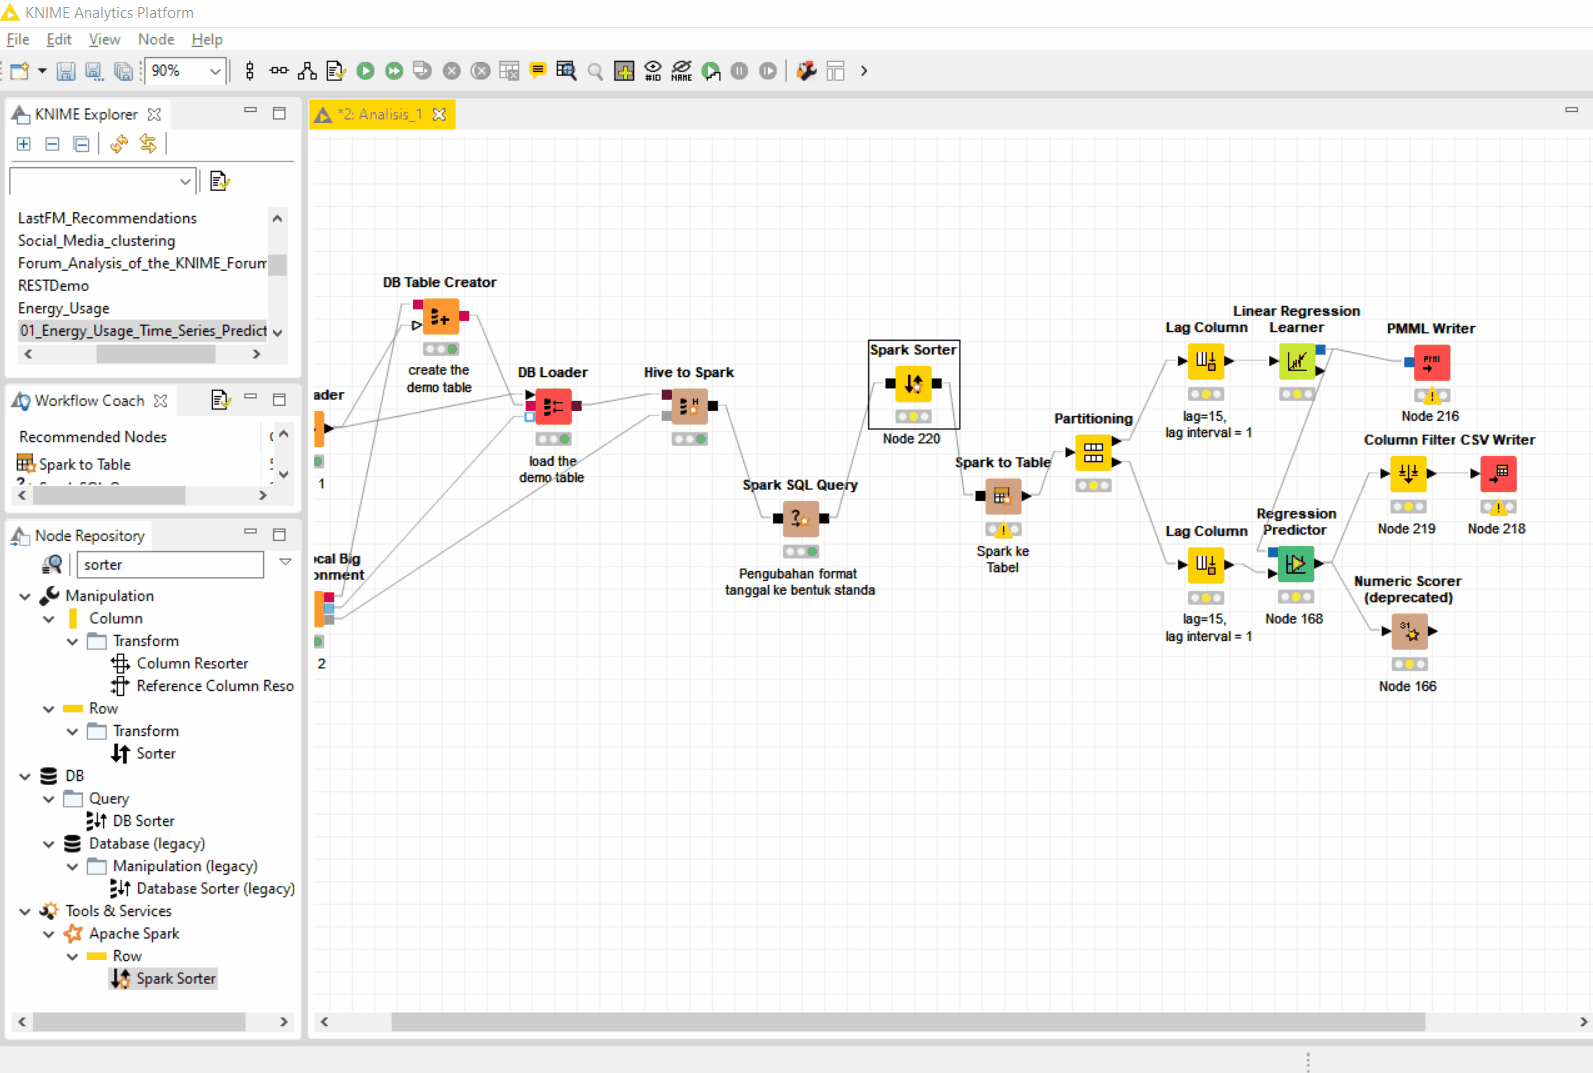 KNIME Analytics Platform
File Edit View Node Help
90%
#ID
NAME
KNIME Explorer
*2: Analisis_1
LastFM_Recommendations
Social_Media_clustering
Forum_Analysis_of_the_KNIME_Forum
RESTDemo
Energy_Usage
01_Energy_Usage_Time_Series_Predict
Workflow Coach
Recommended Nodes
Spark to Table
Node Repository
sorter
Manipulation
Column
Transform
Column Resorter
Reference Column Reso
Row
Transform
Sorter
DB
Query
DB Sorter
Database (legacy)
Manipulation (legacy)
Database Sorter (legacy)
Tools & Services
Apache Spark
Row
Spark Sorter
DB Table Creator
create the
demo table
ader
1
ocal Big
onment
2
DB Loader
load the
demo table
Hive to Spark
H
Spark SQL Query
Pengubahan format
tanggal ke bentuk standa
Spark Sorter
Node 220
Spark to Table
Spark ke
Tabel
Partitioning
Lag Column
lag=15,
lag interval = 1
Linear Regression
Learner
PMML Writer
PMML
Node 216
Column Filter
Node 219
CSV Writer
Node 218
Lag Column
lag=15,
lag interval = 1
Regression
Predictor
Node 168
Numeric Scorer
(deprecated)
31
Node 166